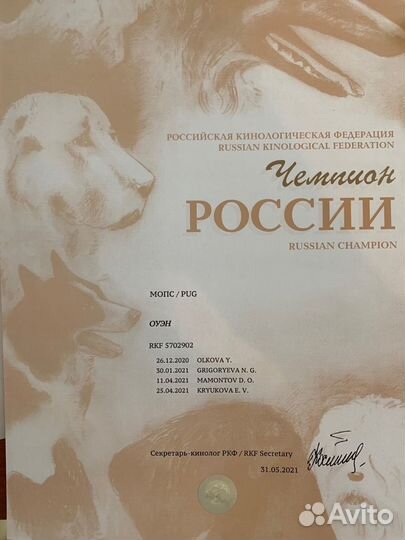 РОССИЙСКАЯ КИНОЛОГИЧЕСКАЯ ФЕДЕРАЦИЯ
RUSSIAN KINOLOGICAL FEDERATION
Чемпион
РОССИИ
RUSSIAN CHAMPION
МОПС / PUG
ОУЭН
RKF 5702902
26.12.2020 OLKOVA Y.
30.01.2021 GRIGORYEVA N. G.
11.04.2021 MAMONTOV D. O.
25.04.2021 KRYUKOVA E. V.
Секретарь-кинолог РКФ / RKF Secretary
31.05.2021
Avito